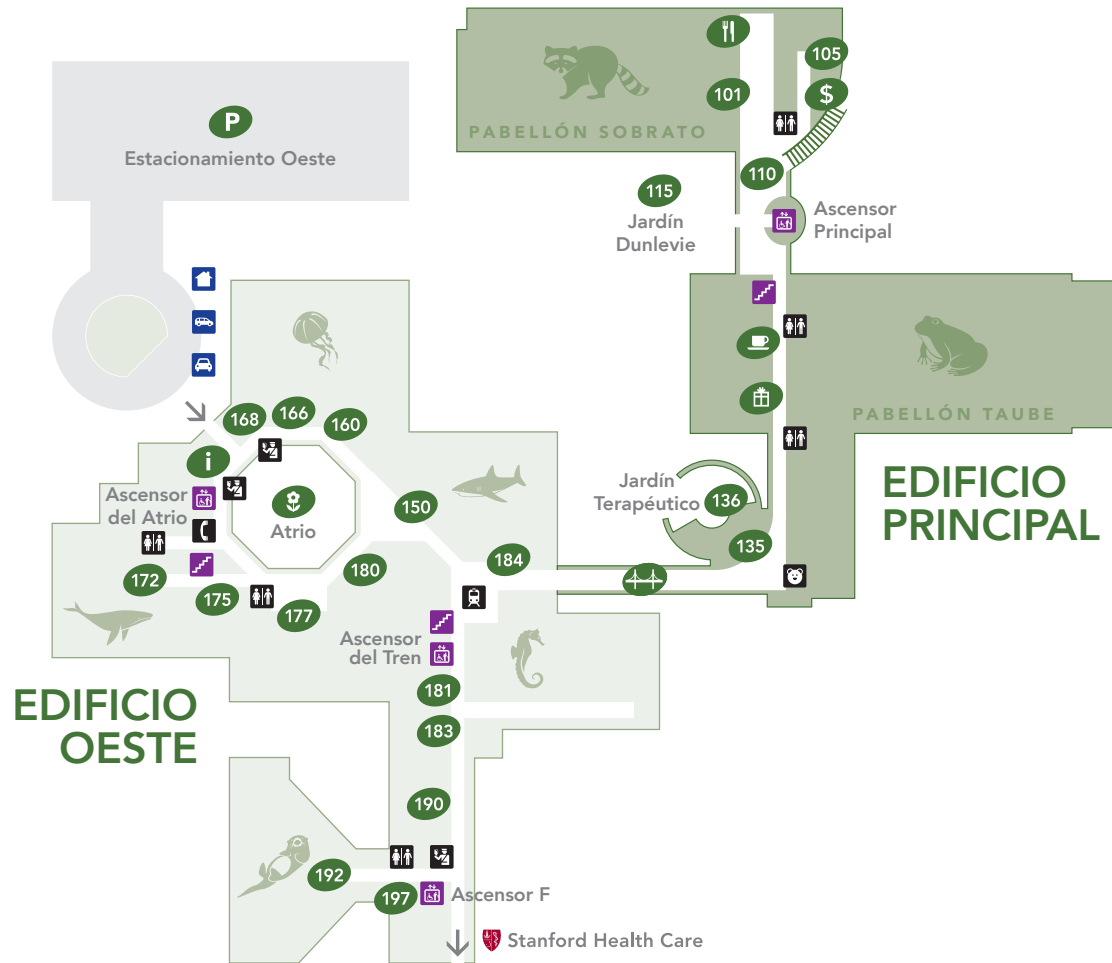 105
101
$
PABELLÓN SOBRATO
P
Estacionamiento Oeste
110
115
Jardín
Dunlevie
Ascensor
Principal
PABELLÓN TAUBE
168
166
160
i
Ascensor
del Atrio
Atrio
150
Jardín
Terapéutico
136
135
EDIFICIO
PRINCIPAL
172
175
177
180
184
Ascensor
del Tren
181
183
EDIFICIO
OESTE
190
192
197
Ascensor F
Stanford Health Care